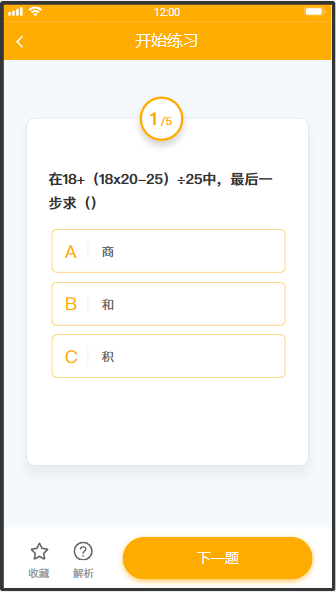 12:00
开始练习
1/5
在18+（18x20-25）÷25中，最后一
步求（）
A 商
B 和
C 积
下一题
收藏 解析